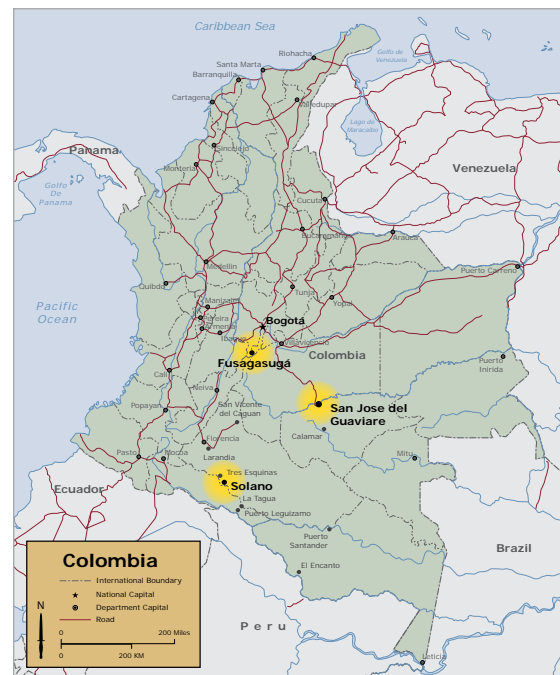 Caribbean Sea
Riohacha
Golfo de
Venezuela
Santa Marta
Barranquilla
Cartagena
Valledupar
Lago de
Maracaibo
Sincelejo
Panama
Monteria
Venezuela
Golfo
De
Panama
Cucuta
Bucaramanga
Arauca
Medellin
Puerto Carreno
Quibdo
Tunja
Yopal
Manizales
Pacific
Ocean
Pereira
Bogotá
Armenia
Ibague
Villavicencio
Colombia
Fusagasugá
Puerto
Inirida
Cali
Neiva
San Vicente
del Caguan
San Jose del
Guaviare
Popayan
Calamar
Florencia
Pasto
Mocoa
Larandia
Mitu
Tres Esquinas
Ecuador
Solano
La Tagua
Puerto Leguizamo
Puerto
Santander
Brazil
El Encanto
Colombia
International Boundary
National Capital
Department Capital
Road
N
0
200 Miles
0
200 KM
Peru
Leticia